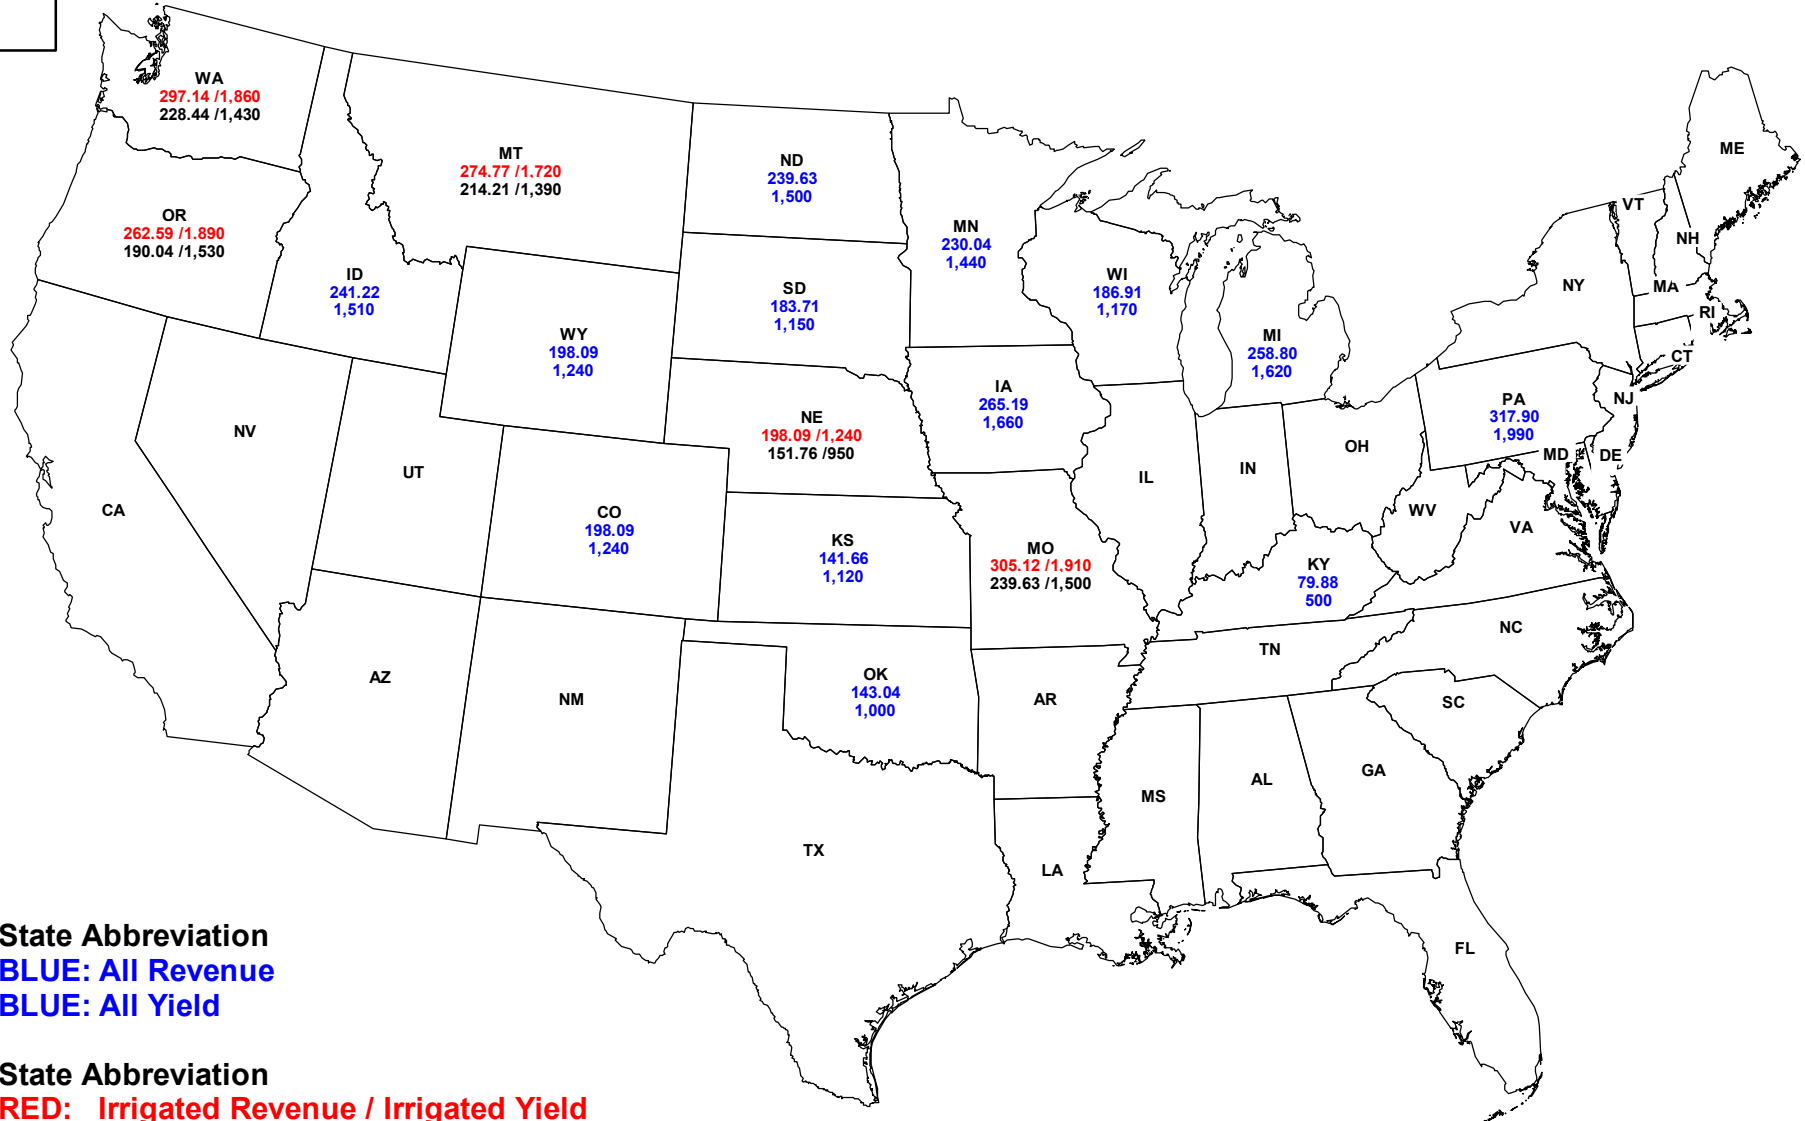 WA
297.14 /1,860
228.44 /1,430
MT
274.77 /1,720
214.21 /1,390
ND
239.63
1,500
MN
230.04
1,440
ME
VT
NH
OR
262.59 /1.890
190.04 /1,530
ID
241.22
1,510
SD
183.71
1,150
WI
186.91
1,170
NY
MA
RI
CT
WY
198.09
1,240
MI
258.80
1,620
IA
265.19
1,660
PA
317.90
1,990
NJ
NE
198.09 /1,240
151.76 /950
NV
UT
OH
MD
DE
IL
IN
CA
CO
198.09
1,240
KS
141.66
1,120
MO
305.12 /1,910
239.63 /1,500
WV
VA
KY
79.88
500
NC
TN
AZ
NM
OK
143.04
1,000
AR
SC
MS
AL
GA
TX
LA
FL
State Abbreviation
BLUE: All Revenue
BLUE: All Yield
State Abbreviation
RED: Irrigated Revenue / Irrigated Yield